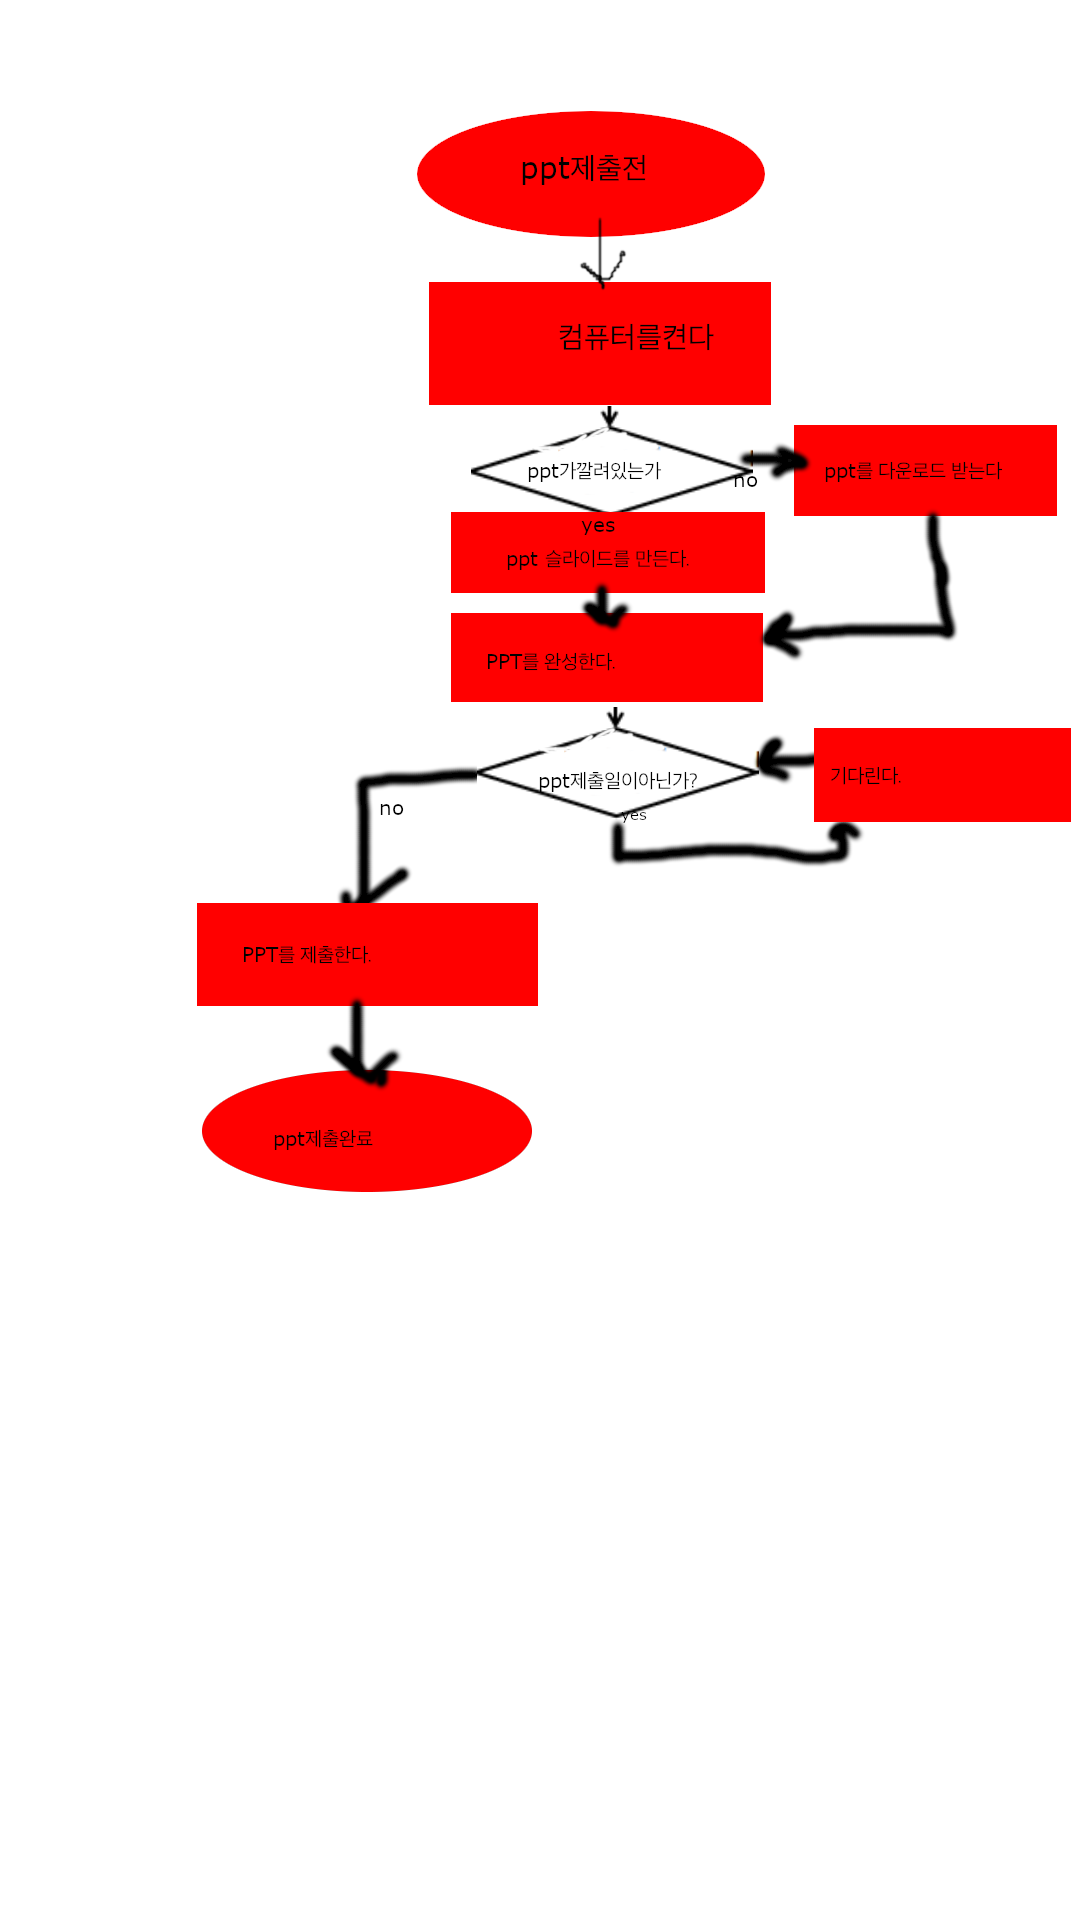 ppt제출전
컴퓨터를켠다
ppt가깔려있는가
no
ppt를 다운로드 받는다
yes
ppt 슬라이드를 만든다.
PPT를 완성한다.
ppt제출일이아닌가?
기다린다.
yes
no
PPT를 제출한다.
ppt제출완료